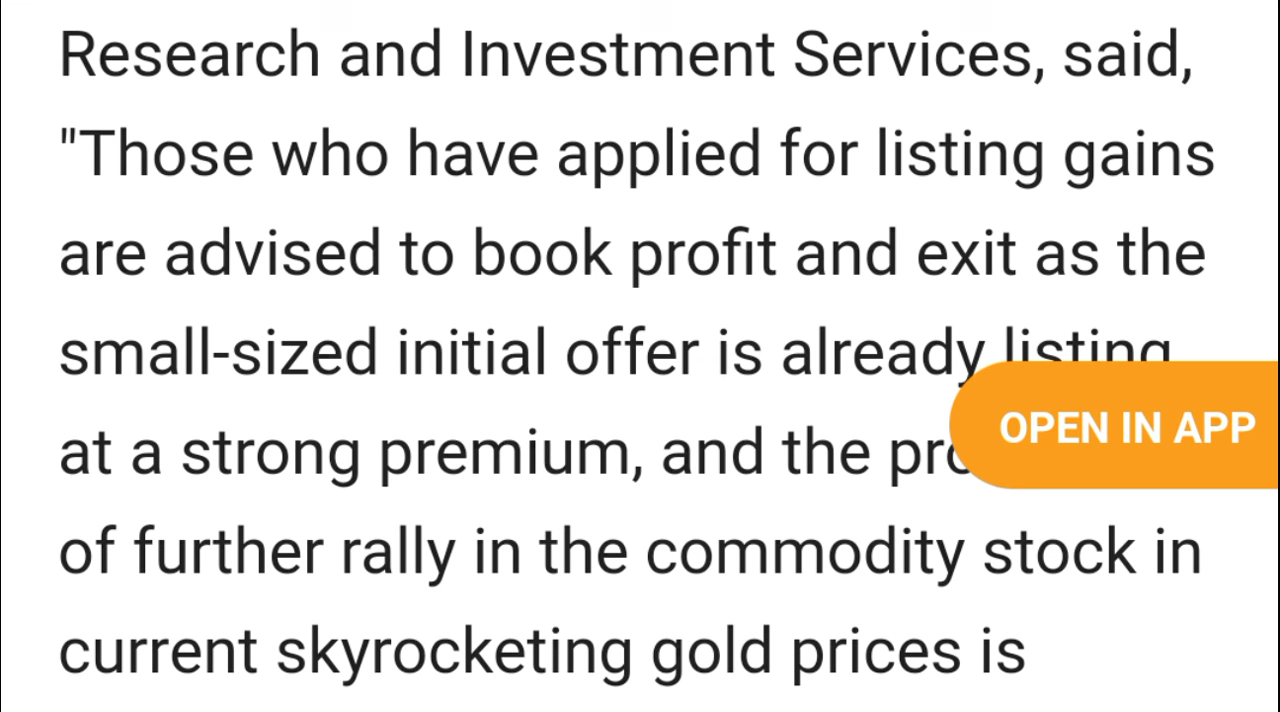 Research and Investment Services, said,
"Those who have applied for listing gains
are advised to book profit and exit as the
small-sized initial offer is already listing
OPEN IN APP
at a strong premium, and the
of further rally in the commodity stock in
current skyrocketing gold prices is